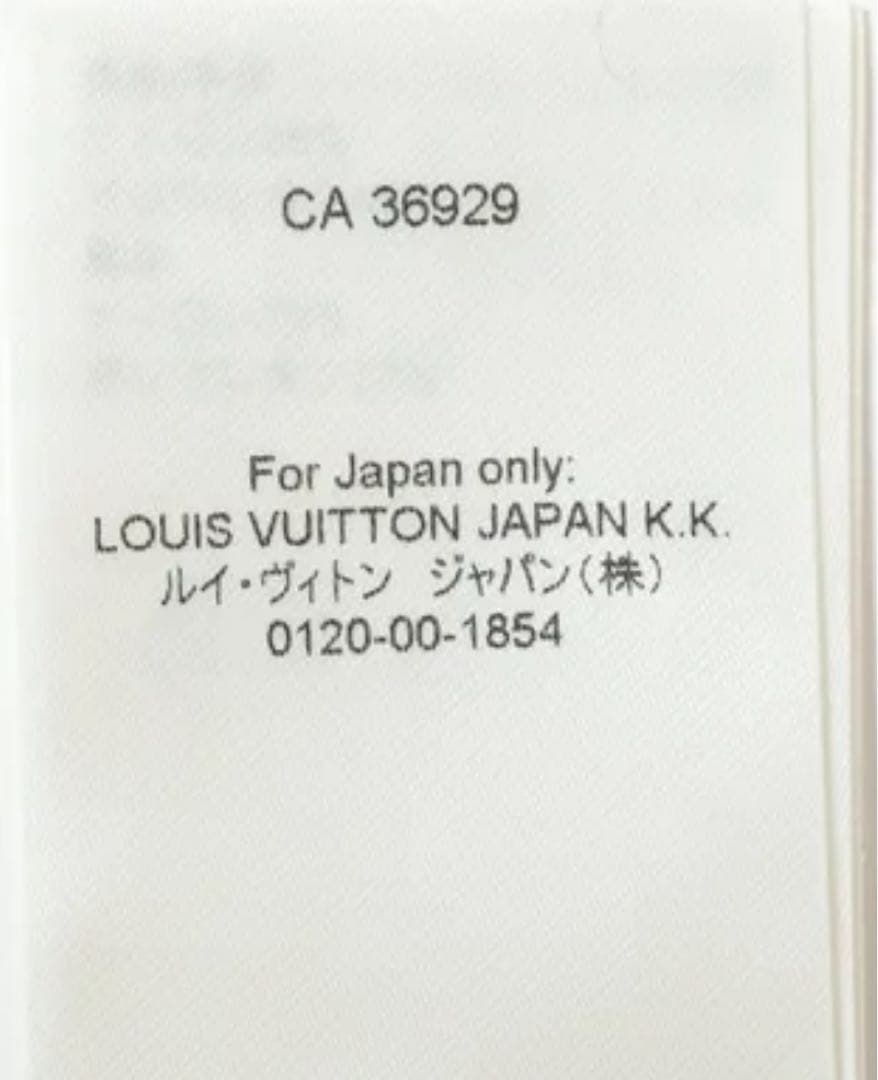 CA 36929
For Japan only:
LOUIS VUITTON JAPAN K.K.
ルイ・ヴィトン　ジャパン(株)
0120-00-1854